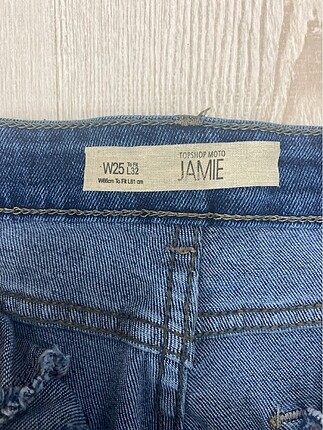 W25 To Fit L32
W66cm To Fit L81 cm
TOPSHOP MOTO
JAMIE